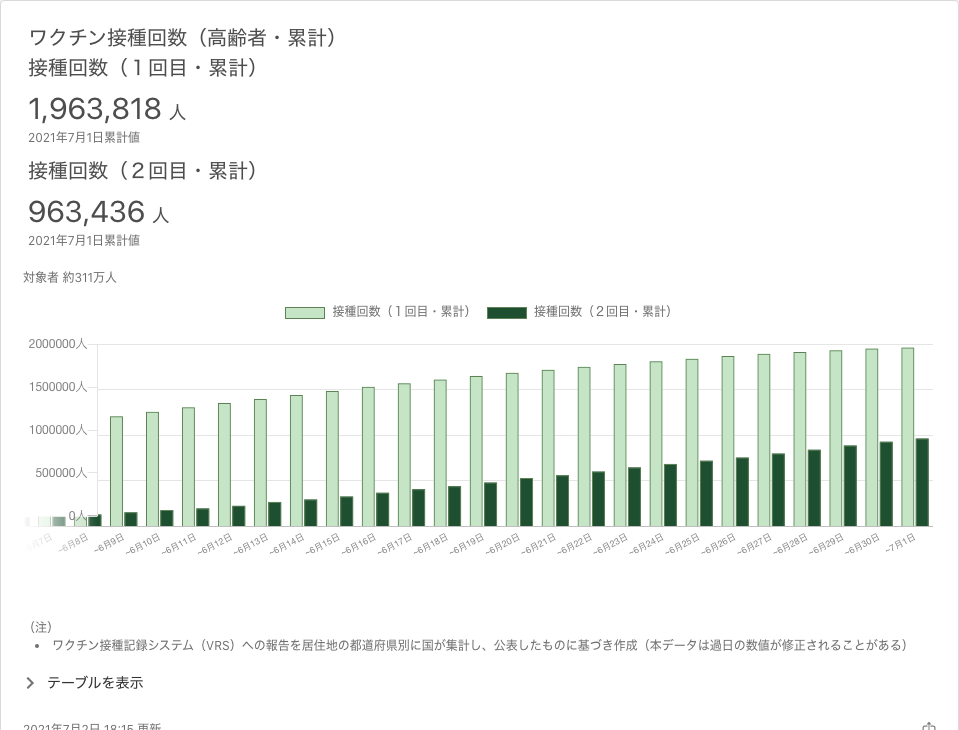 ワクチン接種回数（高齢者・累計）
接種回数（１回目・累計）
1,963,818 人
2021年7月1日累計値
接種回数（２回目・累計）
963,436 人
2021年7月1日累計値
対象者 約311万人
接種回数（１回目・累計） 接種回数（２回目・累計）
2000000人
1500000人
1000000人
500000人
0人
~6月8日 ~6月9日 ~6月10日 ~6月11日 ~6月12日 ~6月13日 ~6月14日 ~6月15日 ~6月16日 ~6月17日 ~6月18日 ~6月19日 ~6月20日 ~6月21日 ~6月22日 ~6月23日 ~6月24日 ~6月25日 ~6月26日 ~6月27日 ~6月28日 ~6月29日 ~6月30日 ~7月1日
（注）
• ワクチン接種記録システム（VRS）への報告を居住地の都道府県別に国が集計し、公表したものに基づき作成（本データは過日の数値が修正されることがある）
テーブルを表示
2021年7月2日 18:15 更新